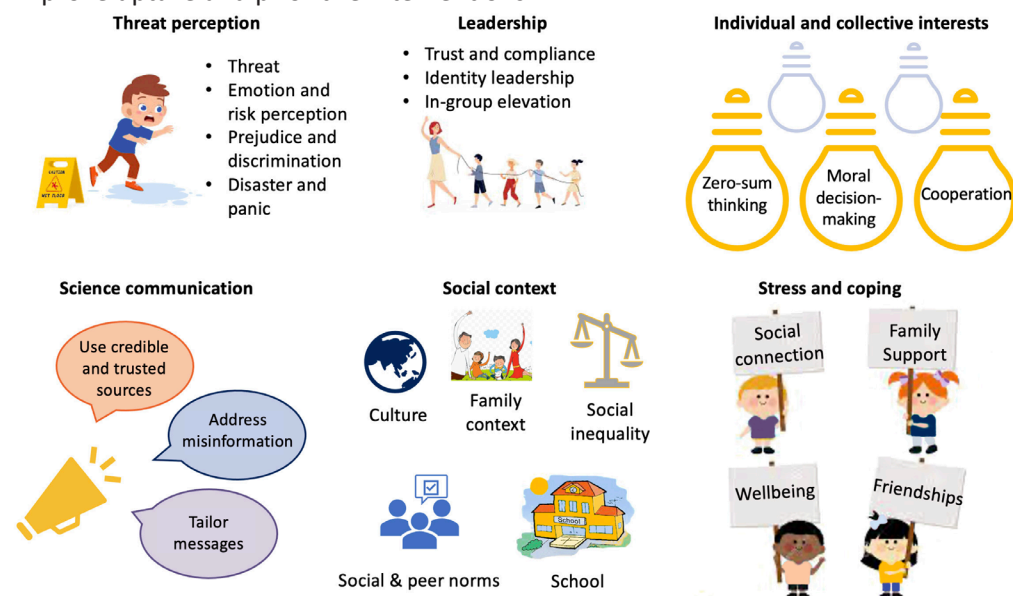 Threat perception
• Threat
• Emotion and
risk perception
• Prejudice and
discrimination
• Disaster and
panic
CAUTION
WET FLOOR
Leadership
• Trust and compliance
• Identity leadership
• In-group elevation
Individual and collective interests
Zero-sum
thinking
Moral
decision-
making
Cooperation
Science communication
Use credible
and trusted
sources
Address
misinformation
Tailor
messages
Social context
Culture
Family
context
Social
inequality
Social & peer norms
School
School
Stress and coping
Social
connection
Family
Support
Wellbeing
Friendships